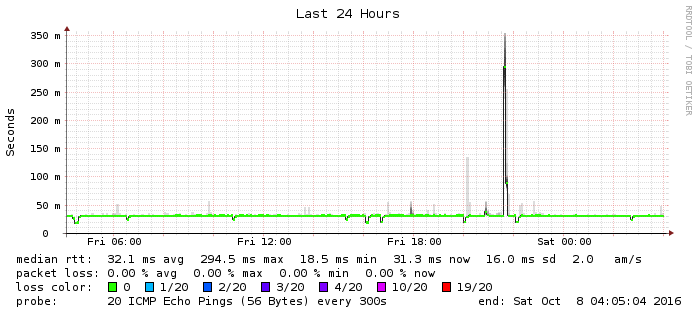 Last 24 Hours
RRDTOOL / TOBI OETIKER
Seconds
350 m
300 m
250 m
200 m
150 m
100 m
50 m
0
Fri 06:00 Fri 12:00 Fri 18:00 Sat 00:00
median rtt: 32.1 ms avg 294.5 ms max 18.5 ms min 31.3 ms now 16.0 ms sd 2.0 am/s
packet loss: 0.00 % avg 0.00 % max 0.00 % min 0.00 % now
loss color: 0 1/20 2/20 3/20 4/20 10/20 19/20
probe: 20 ICMP Echo Pings (56 Bytes) every 300s end: Sat Oct 8 04:05:04 2016